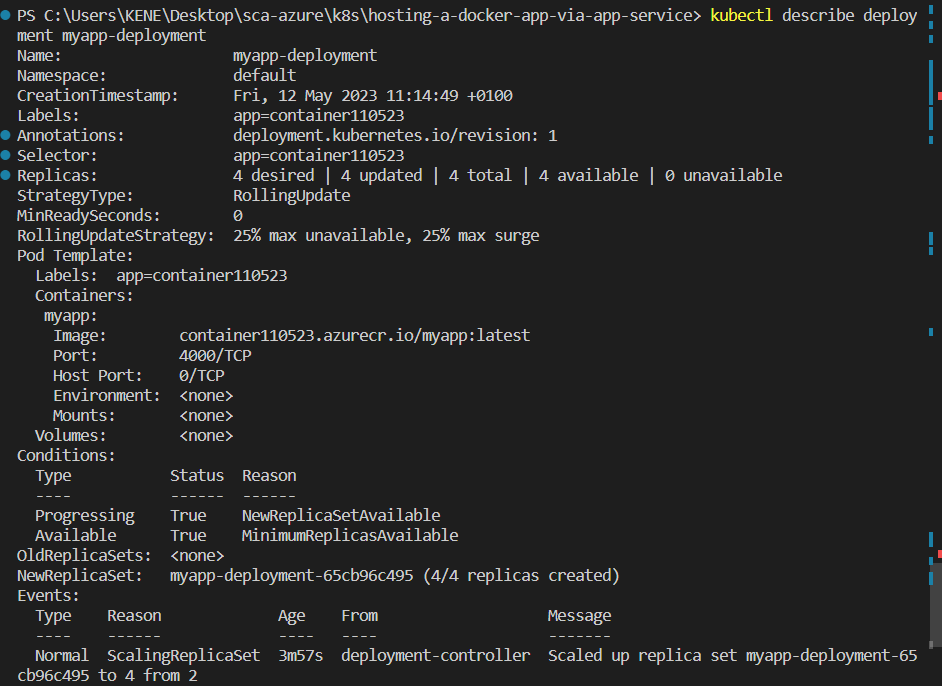 PS C:\Users\KENE\Desktop\sca-azure\k8s\hosting-a-docker-app-via-app-service> kubectl describe deploy
ment myapp-deployment
Name:                   myapp-deployment
Namespace:              default
CreationTimestamp:      Fri, 12 May 2023 11:14:49 +0100
Labels:                 app=container110523
Annotations:            deployment.kubernetes.io/revision: 1
Selector:               app=container110523
Replicas:               4 desired | 4 updated | 4 total | 4 available | 0 unavailable
StrategyType:           RollingUpdate
MinReadySeconds:        0
RollingUpdateStrategy:  25% max unavailable, 25% max surge
Pod Template:
  Labels:  app=container110523
  Containers:
   myapp:
    Image:        container110523.azurecr.io/myapp:latest
    Port:         4000/TCP
    Host Port:    0/TCP
    Environment:  <none>
    Mounts:       <none>
  Volumes:        <none>
Conditions:
  Type           Status  Reason
  ----           ------  ------
  Progressing    True    NewReplicaSetAvailable
  Available      True    MinimumReplicasAvailable
OldReplicaSets:  <none>
NewReplicaSet:   myapp-deployment-65cb96c495 (4/4 replicas created)
Events:
  Type    Reason             Age    From                   Message
  ----    ------             ----   ----                   -------
  Normal  ScalingReplicaSet  3m57s  deployment-controller  Scaled up replica set myapp-deployment-65
cb96c495 to 4 from 2